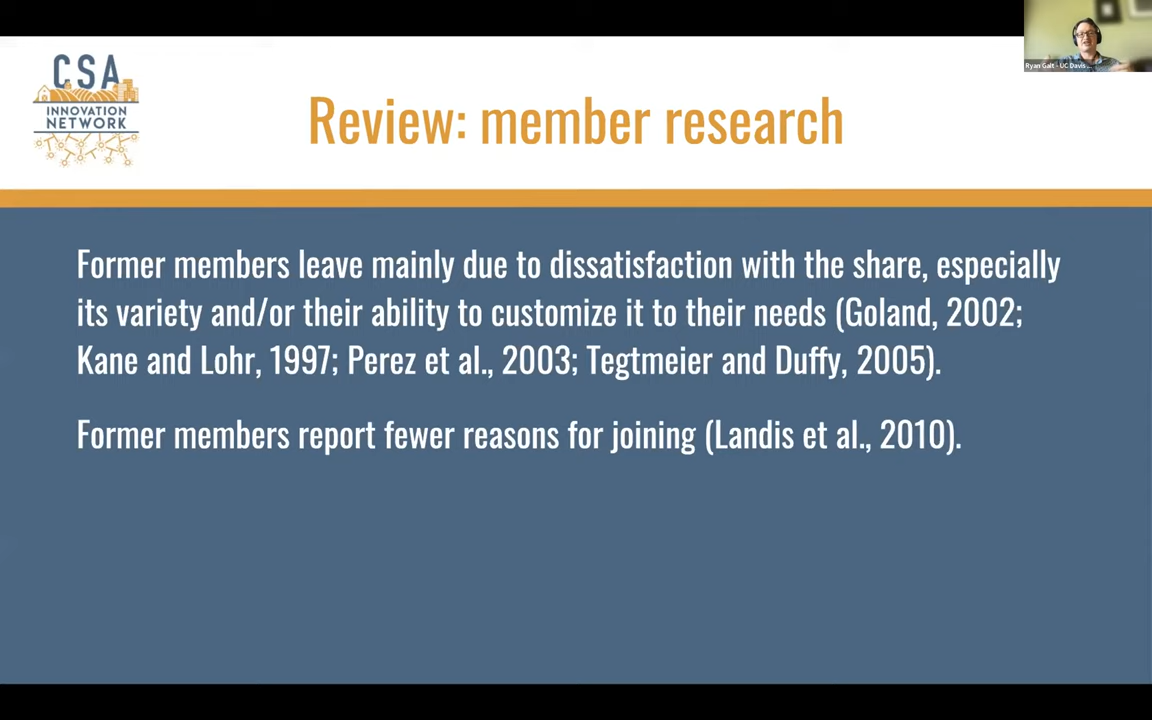 CSA
INNOVATION
NETWORK
Ryan Galt - UC Davis ...
Review: member research
Former members leave mainly due to dissatisfaction with the share, especially
its variety and/or their ability to customize it to their needs (Goland, 2002;
Kane and Lohr, 1997; Perez et al., 2003; Tegtmeier and Duffy, 2005).
Former members report fewer reasons for joining (Landis et al., 2010).